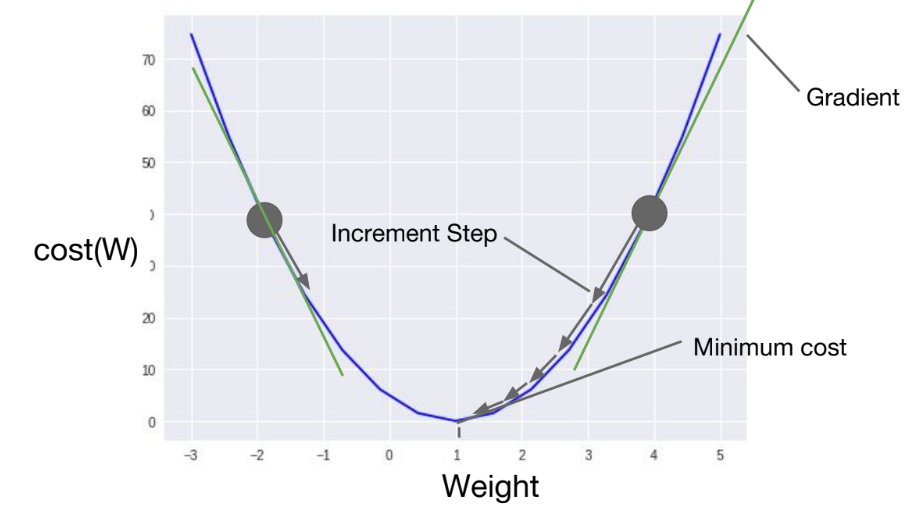 Gradient
70
60
50
Increment Step
cost(W)
20
Minimum cost
10
0
-3 -2 -1 0 1 2 3 4 5
Weight